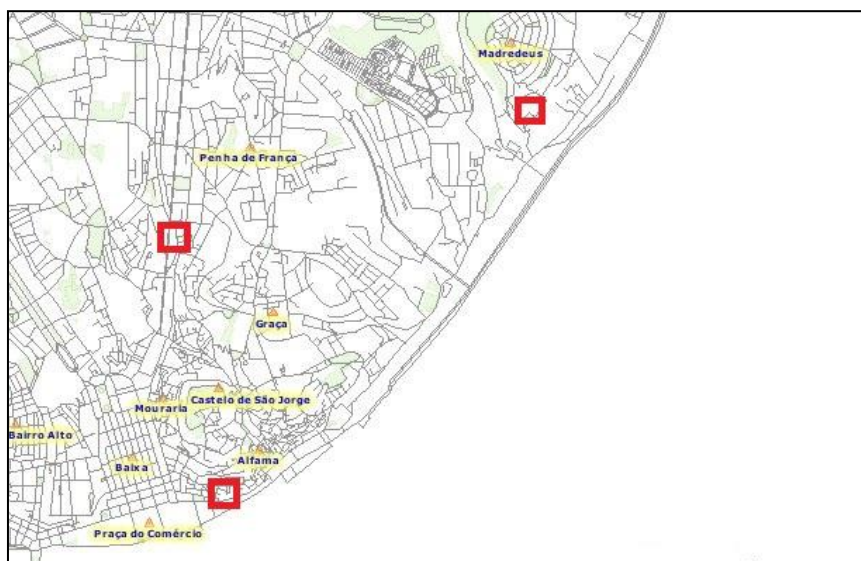 Madredeus
Penha de França
Graça
Castelo de São Jorge
Mouraria
Bairro Alto
Baixa
Alfama
Praça do Comércio